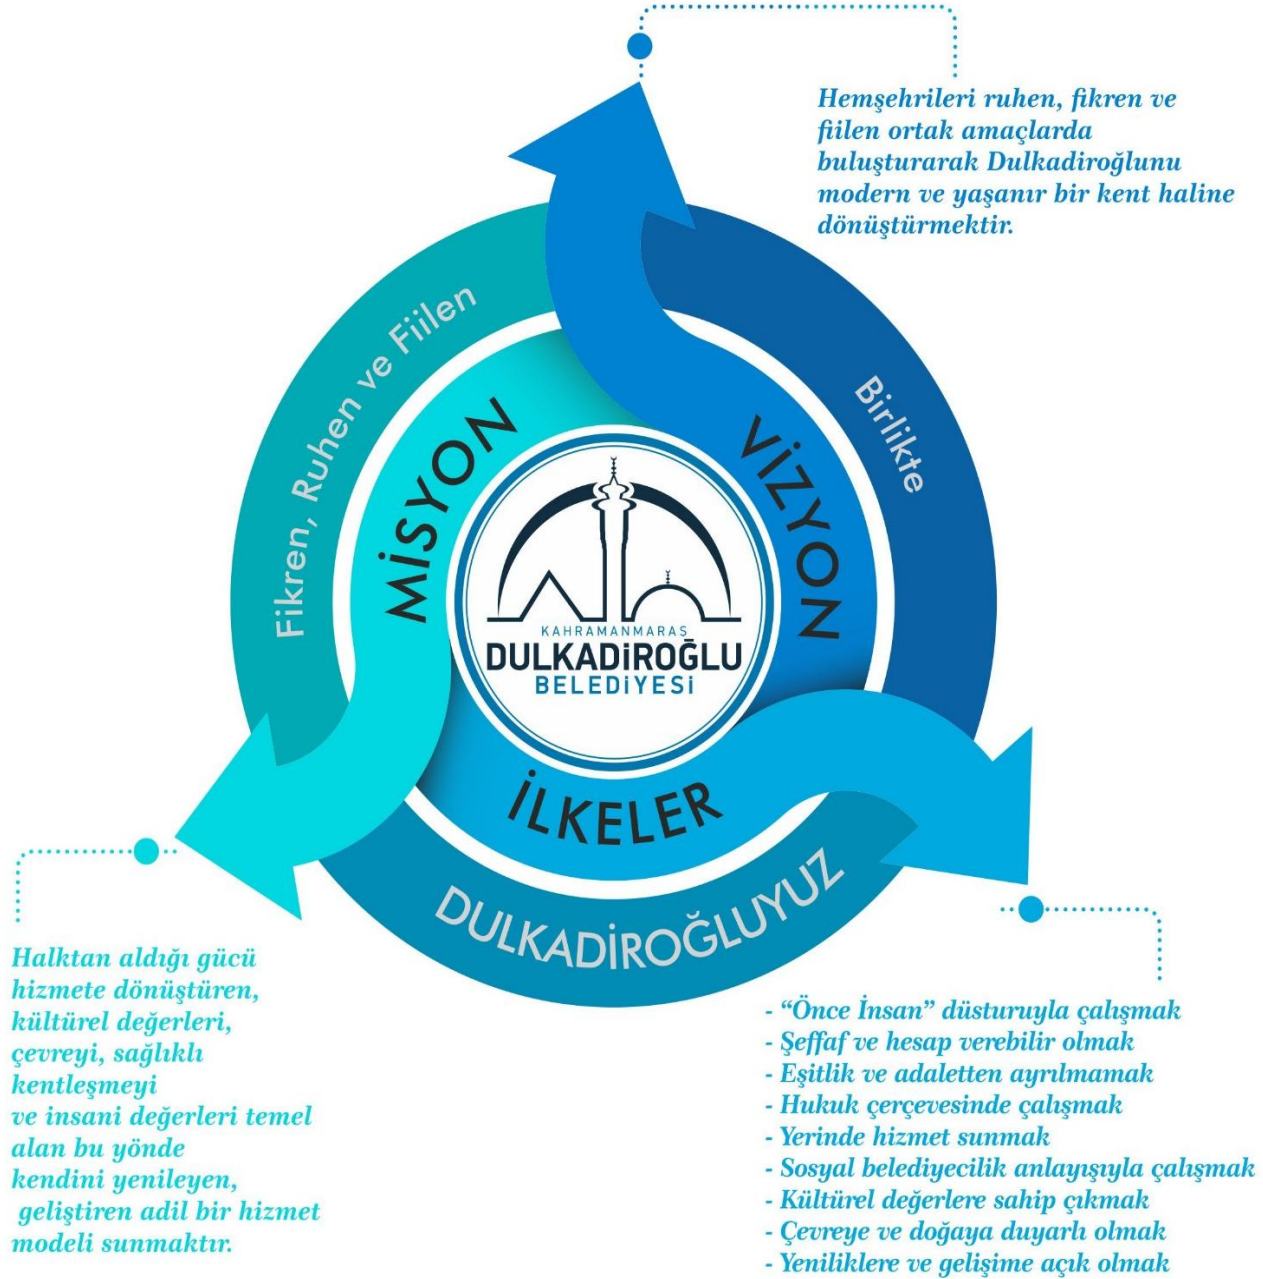 Hemşehrileri ruhen, fikren ve
fiilen ortak amaçlarda
buluşturarak Dulkadiroğlunu
modern ve yaşanır bir kent haline
dönüştürmektir.
Fikren, Ruhen ve Fiilen
Birlikte
MİSYON
VİZYON
KAHRAMANMARAŞ
DULKADİROĞLU
BELEDİYESİ
İLKELER
DULKADİROĞLUYUZ
Halktan aldığı gücü
hizmete dönüştüren,
kültürel değerleri,
çevreyi, sağlıklı
kentleşmeyi
ve insani değerleri temel
alan bu yönde
kendini yenileyen,
geliştiren adil bir hizmet
modeli sunmaktır.
- “Önce İnsan” düsturuyla çalışmak
- Şeffaf ve hesap verebilir olmak
- Eşitlik ve adaletten ayrılmamak
- Hukuk çerçevesinde çalışmak
- Yerinde hizmet sunmak
- Sosyal belediyecilik anlayışıyla çalışmak
- Kültürel değerlere sahip çıkmak
- Çevreye ve doğaya duyarlı olmak
- Yeniliklere ve gelişime açık olmak